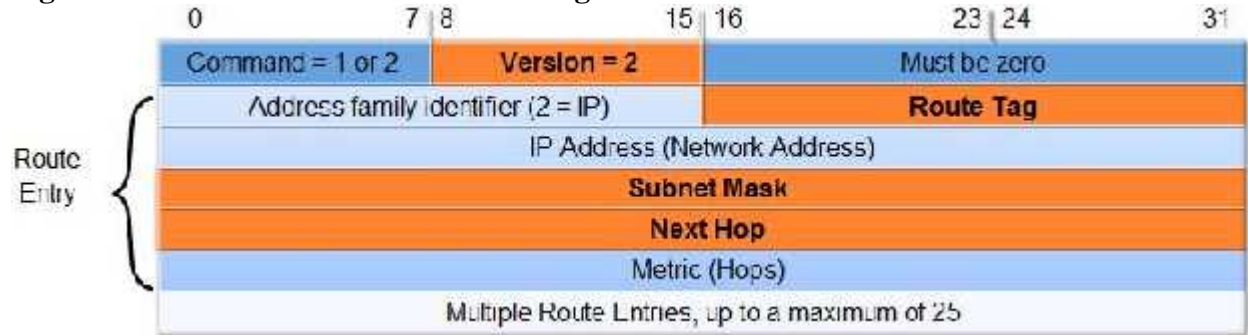 0 7 8 15 16 23 24 31
Command = 1 or 2 Version = 2 Must be zero
Address family identifier (2 = IP) Route Tag
IP Address (Network Address)
Route Entry
Subnet Mask
Next Hop
Metric (Hops)
Multiple Route Entries, up to a maximum of 25